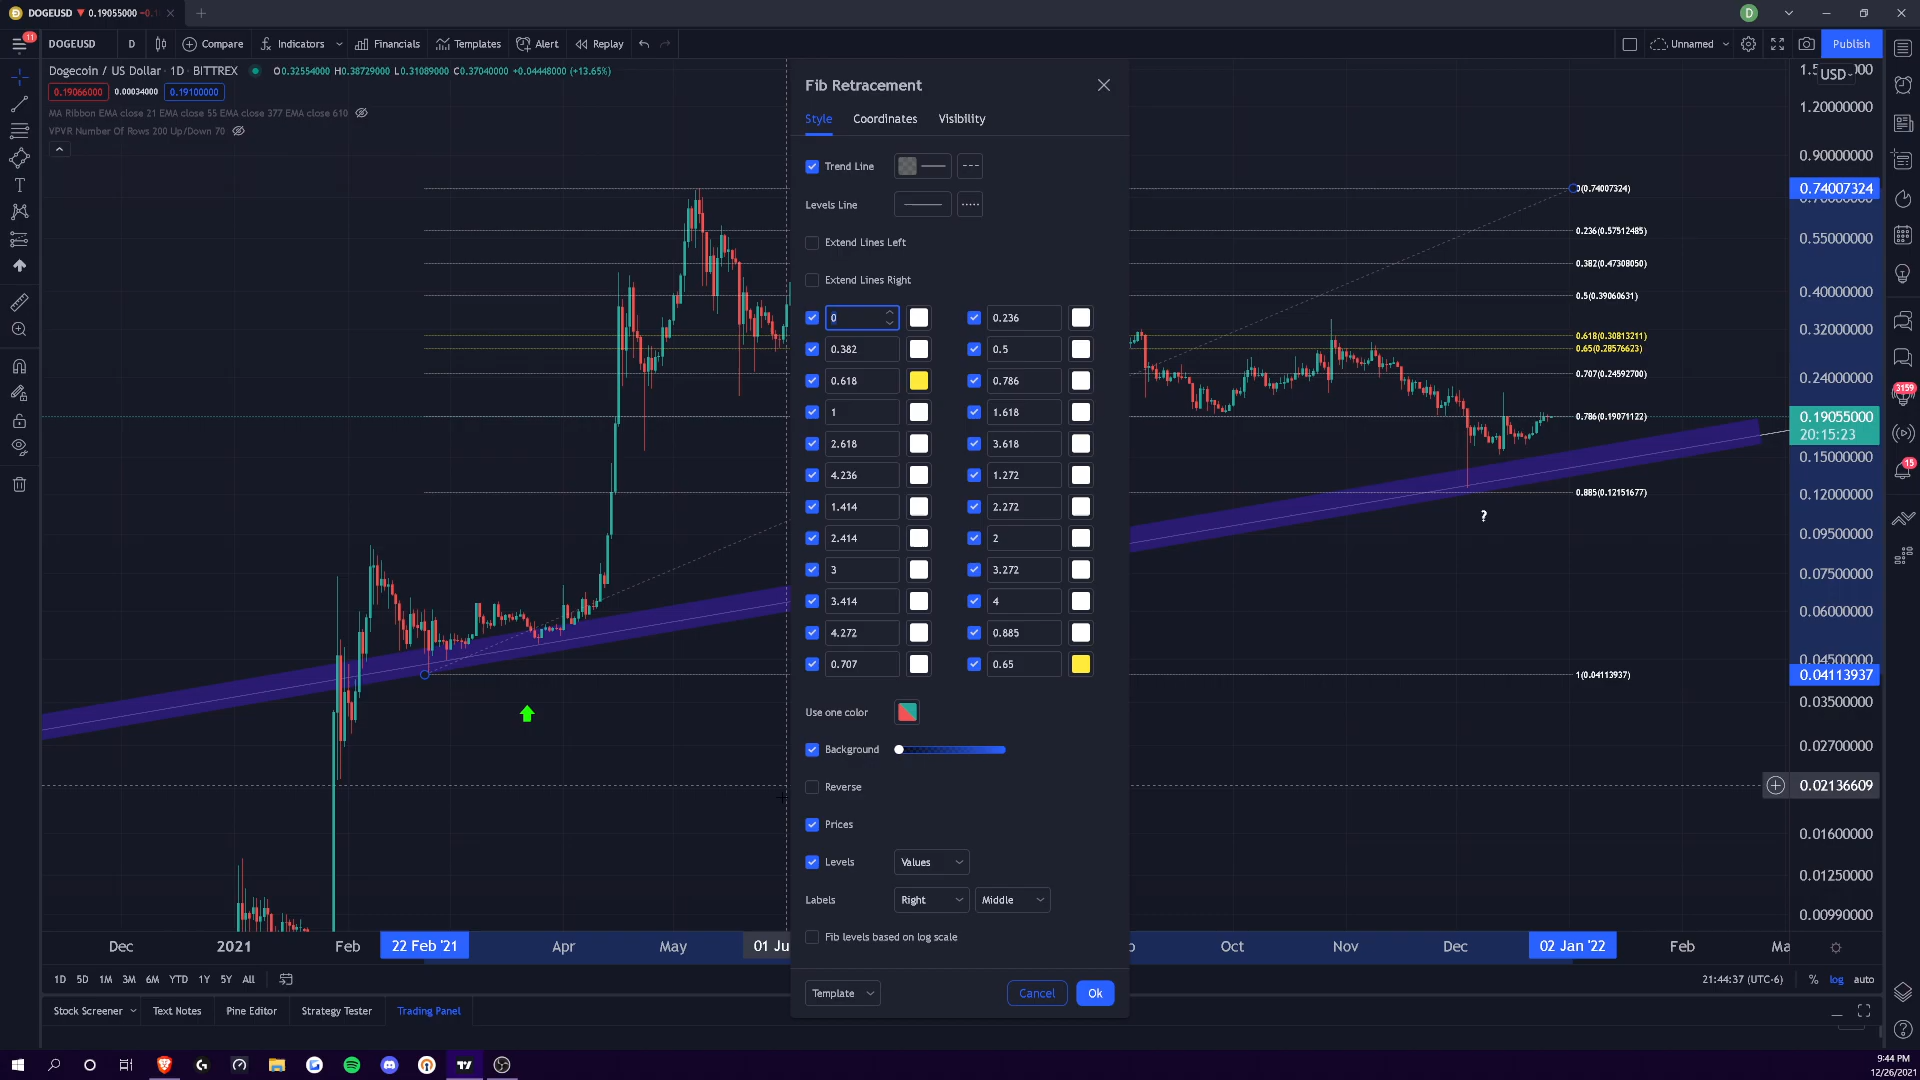 DOGEUSD ▼ 0.19055000 −0.1
D
11
DOGEUSD D Compare Indicators Financials Templates Alert Replay Unnamed Publish
Dogecoin / US Dollar · 1D · BITTREX O0.32554000 H0.38729000 L0.31089000 C0.37040000 +0.04448000 (+13.65%)
0.19066000 0.00034000 0.19100000
MA Ribbon EMA close 21 EMA close 55 EMA close 377 EMA close 610
VPVR Number Of Rows 200 Up/Down 70
Fib Retracement
Style Coordinates Visibility
Trend Line
Levels Line
Extend Lines Left
Extend Lines Right
0 0.236
0.382 0.5
0.618 0.786
1 1.618
2.618 3.618
4.236 1.272
1.414 2.272
2.414 2
3 3.272
3.414 4
4.272 0.885
0.707 0.65
Use one color
Background
Reverse
Prices
Levels Values
Labels Right Middle
Fib levels based on log scale
Template Cancel Ok
0(0.74007324)
0.236(0.57512485)
0.382(0.47308050)
0.5(0.39060631)
0.618(0.30813211)
0.65(0.28576623)
0.707(0.24592700)
0.786(0.19071122)
0.885(0.12151677)
?
1(0.04113937)
USD
1.20000000
0.90000000
0.74007324
0.55000000
0.40000000
0.32000000
0.24000000
0.19055000
20:15:23
0.15000000
0.12000000
0.09500000
0.07500000
0.06000000
0.04500000
0.04113937
0.03500000
0.02700000
0.02136609
0.01600000
0.01250000
0.00990000
3159
15
Dec 2021 Feb 22 Feb '21 Apr May 01 Ju Oct Nov Dec 02 Jan '22 Feb Ma
1D 5D 1M 3M 6M YTD 1Y 5Y All 21:44:37 (UTC-6) % log auto
Stock Screener Text Notes Pine Editor Strategy Tester Trading Panel
9:44 PM
12/26/2021